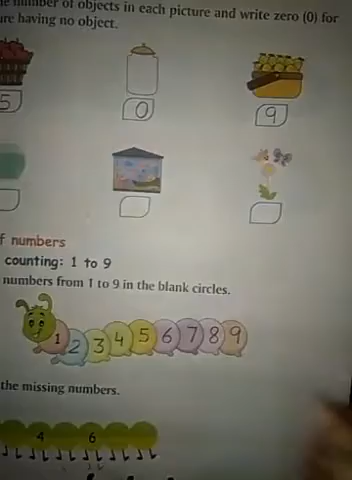 number of objects in each picture and write zero (0) for
having no object.
5 0 9
numbers
counting: 1 to 9
numbers from 1 to 9 in the blank circles.
1 2 3 4 5 6 7 8 9
the missing numbers.
4 6